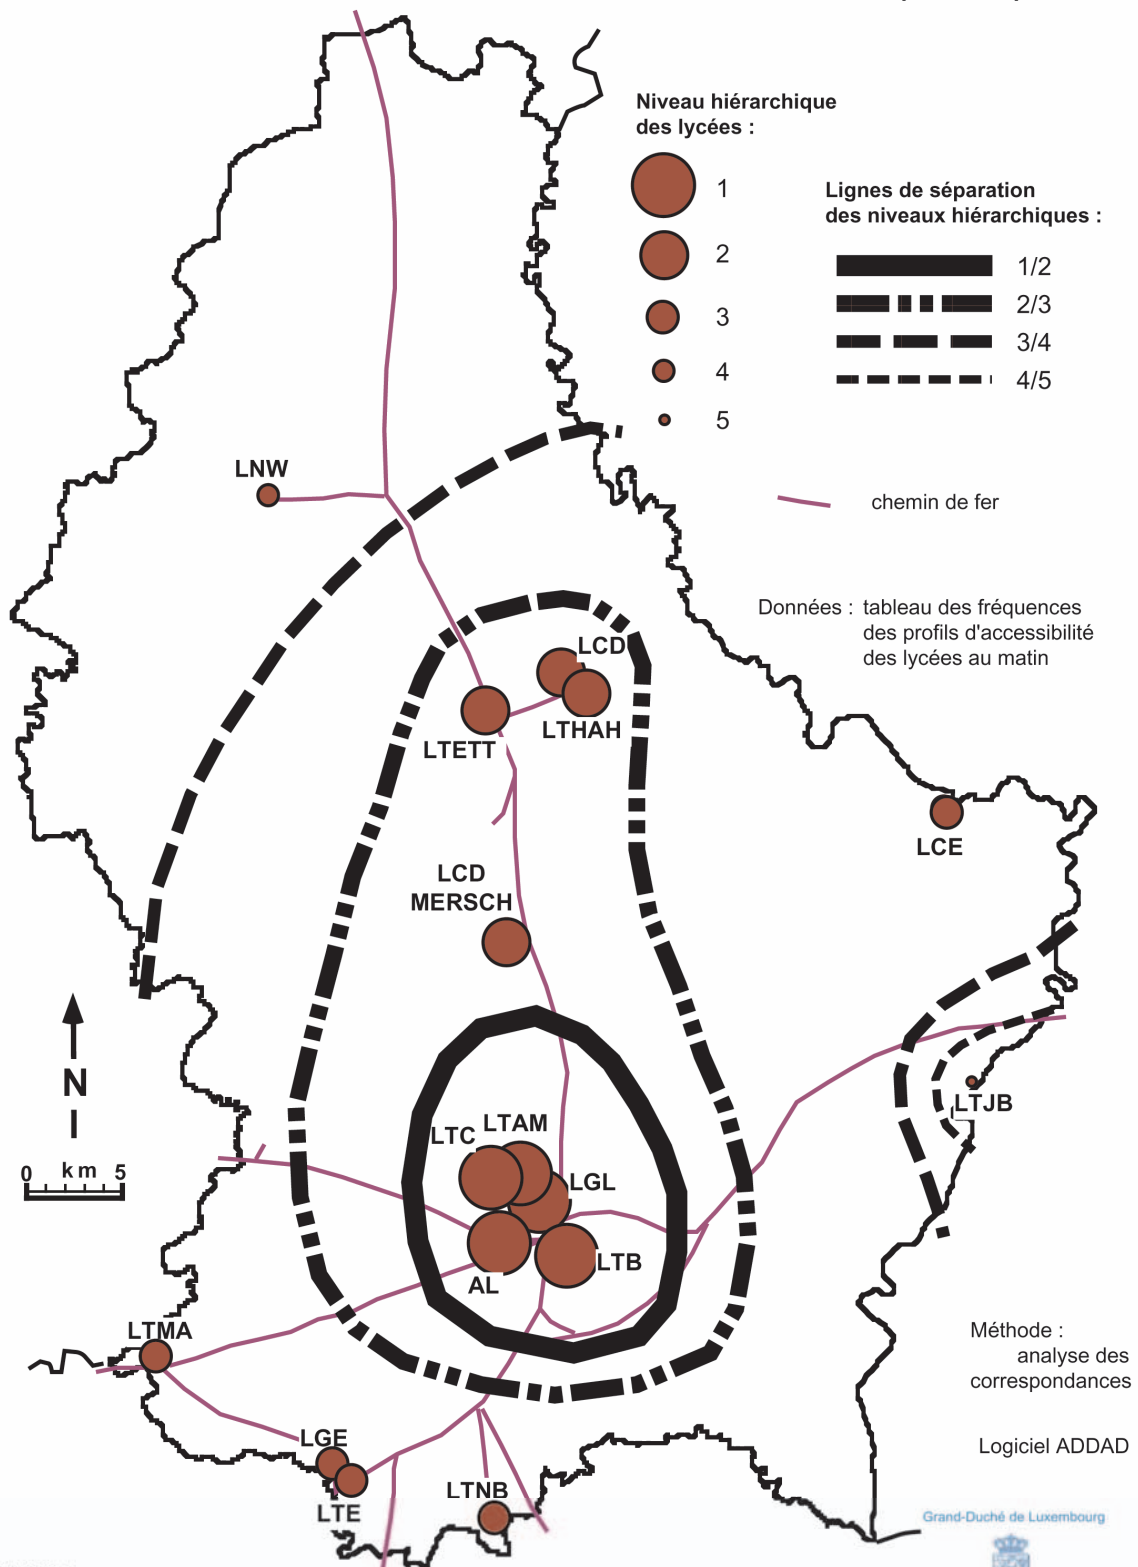 Niveau hiérarchique
des lycées :
1
2
3
4
5
Lignes de séparation
des niveaux hiérarchiques :
1/2
2/3
3/4
4/5
chemin de fer
Données : tableau des fréquences
des profils d'accessibilité
des lycées au matin
LNW
LCD
LTHAH
LTETT
LCE
LCD
MERSCH
N
0 km 5
LTJB
LTAM
LTC
LGL
LTB
AL
LTMA
LGE
LTE
LTNB
Méthode :
analyse des
correspondances
Logiciel ADDAD
Grand-Duché de Luxembourg